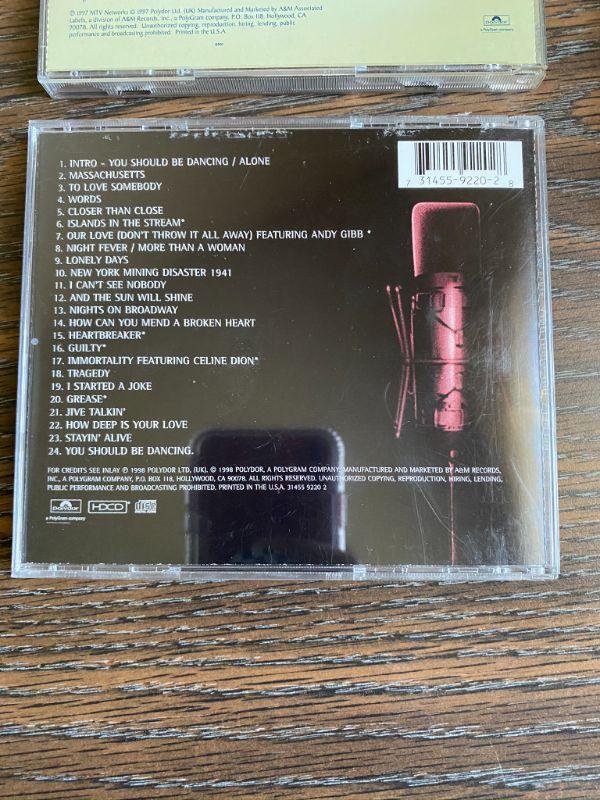 ℗ 1997 MTV Networks © 1997 Polydor Ltd. (UK) Manufactured and Marketed by A&M Associated
Labels, a division of A&M Records, Inc., a PolyGram company, P.O. Box 118, Hollywood, CA
90078. All rights reserved. Unauthorized copying, reproduction, hiring, lending, public
performance and broadcasting prohibited. Printed in the U.S.A.
Polydor
a PolyGram company
1. INTRO - YOU SHOULD BE DANCING / ALONE
2. MASSACHUSETTS
3. TO LOVE SOMEBODY
4. WORDS
5. CLOSER THAN CLOSE
6. ISLANDS IN THE STREAM*
7. OUR LOVE (DON'T THROW IT ALL AWAY) FEATURING ANDY GIBB *
8. NIGHT FEVER / MORE THAN A WOMAN
9. LONELY DAYS
10. NEW YORK MINING DISASTER 1941
11. I CAN'T SEE NOBODY
12. AND THE SUN WILL SHINE
13. NIGHTS ON BROADWAY
14. HOW CAN YOU MEND A BROKEN HEART
15. HEARTBREAKER*
16. GUILTY*
17. IMMORTALITY FEATURING CELINE DION*
18. TRAGEDY
19. I STARTED A JOKE
20. GREASE*
21. JIVE TALKIN'
22. HOW DEEP IS YOUR LOVE
23. STAYIN' ALIVE
24. YOU SHOULD BE DANCING.
7 31455-9220-2 8
FOR CREDITS SEE INLAY ℗ 1998 POLYDOR LTD, (UK). © 1998 POLYDOR, A POLYGRAM COMPANY, MANUFACTURED AND MARKETED BY A&M RECORDS,
INC., A POLYGRAM COMPANY, P.O. BOX 118, HOLLYWOOD, CA 90078. ALL RIGHTS RESERVED. UNAUTHORIZED COPYING, REPRODUCTION, HIRING, LENDING,
PUBLIC PERFORMANCE AND BROADCASTING PROHIBITED. PRINTED IN THE U.S.A. 31455 9220 2
Polydor
a PolyGram company
HDCD